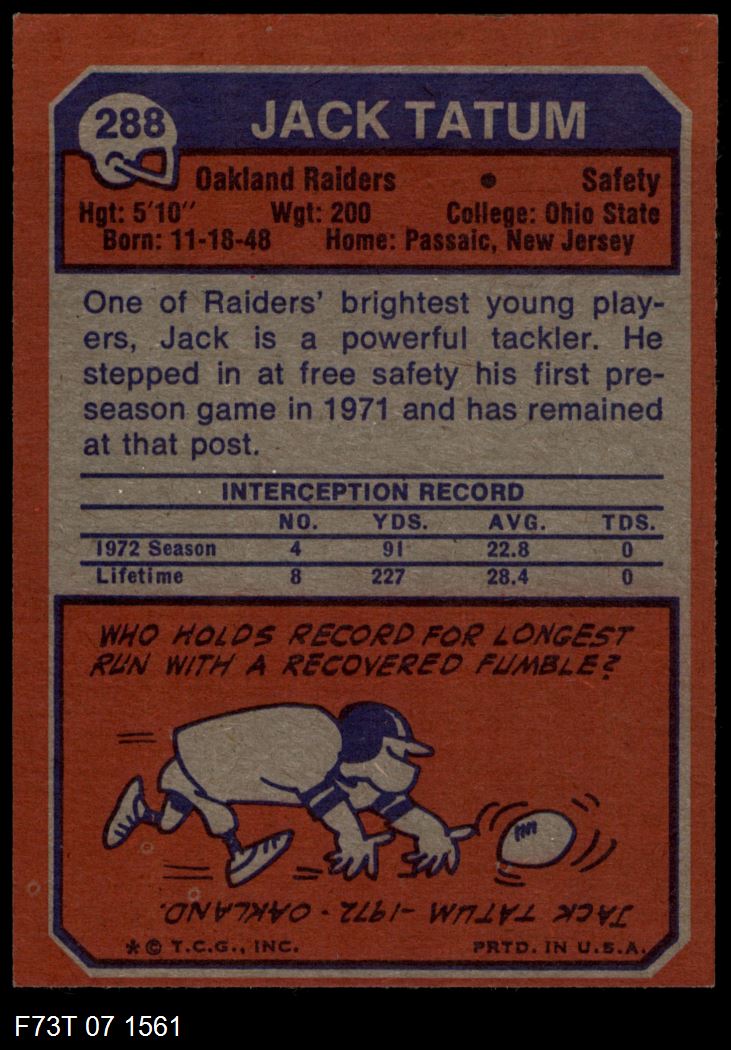 288
JACK TATUM
Oakland Raiders • Safety
Hgt: 5'10" Wgt: 200 College: Ohio State
Born: 11-18-48 Home: Passaic, New Jersey
One of Raiders' brightest young play-
ers, Jack is a powerful tackler. He
stepped in at free safety his first pre-
season game in 1971 and has remained
at that post.
INTERCEPTION RECORD
NO. YDS. AVG. TDS.
1972 Season 4 91 22.8 0
Lifetime 8 227 28.4 0
WHO HOLDS RECORD FOR LONGEST
RUN WITH A RECOVERED FUMBLE?
JACK TATUM -1972 - OAKLAND.
* © T.C.G., INC. PRTD. IN U.S.A.
F73T 07 1561